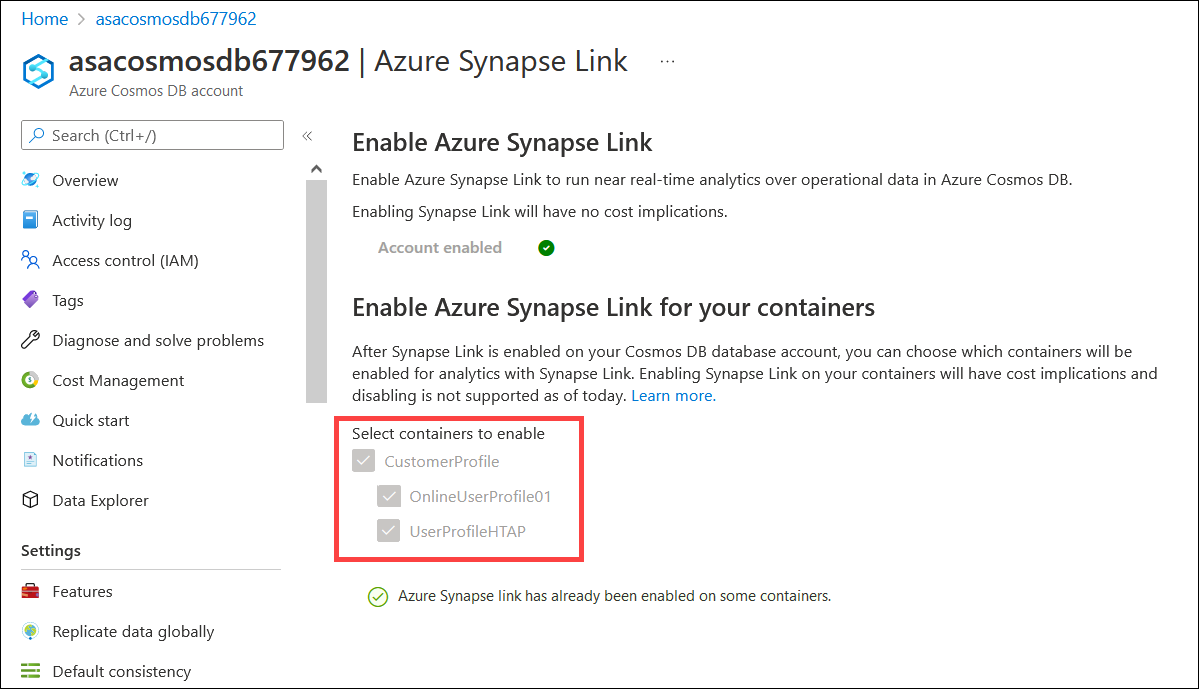 Home > asacosmosdb677962
asacosmosdb677962 | Azure Synapse Link ...
Azure Cosmos DB account
Search (Ctrl+/)
«
Overview
Activity log
Access control (IAM)
Tags
Diagnose and solve problems
Cost Management
Quick start
Notifications
Data Explorer
Settings
Features
Replicate data globally
Default consistency
Enable Azure Synapse Link
Enable Azure Synapse Link to run near real-time analytics over operational data in Azure Cosmos DB.
Enabling Synapse Link will have no cost implications.
Account enabled
Enable Azure Synapse Link for your containers
After Synapse Link is enabled on your Cosmos DB database account, you can choose which containers will be
enabled for analytics with Synapse Link. Enabling Synapse Link on your containers will have cost implications and
disabling is not supported as of today. Learn more.
Select containers to enable
CustomerProfile
OnlineUserProfile01
UserProfileHTAP
Azure Synapse link has already been enabled on some containers.